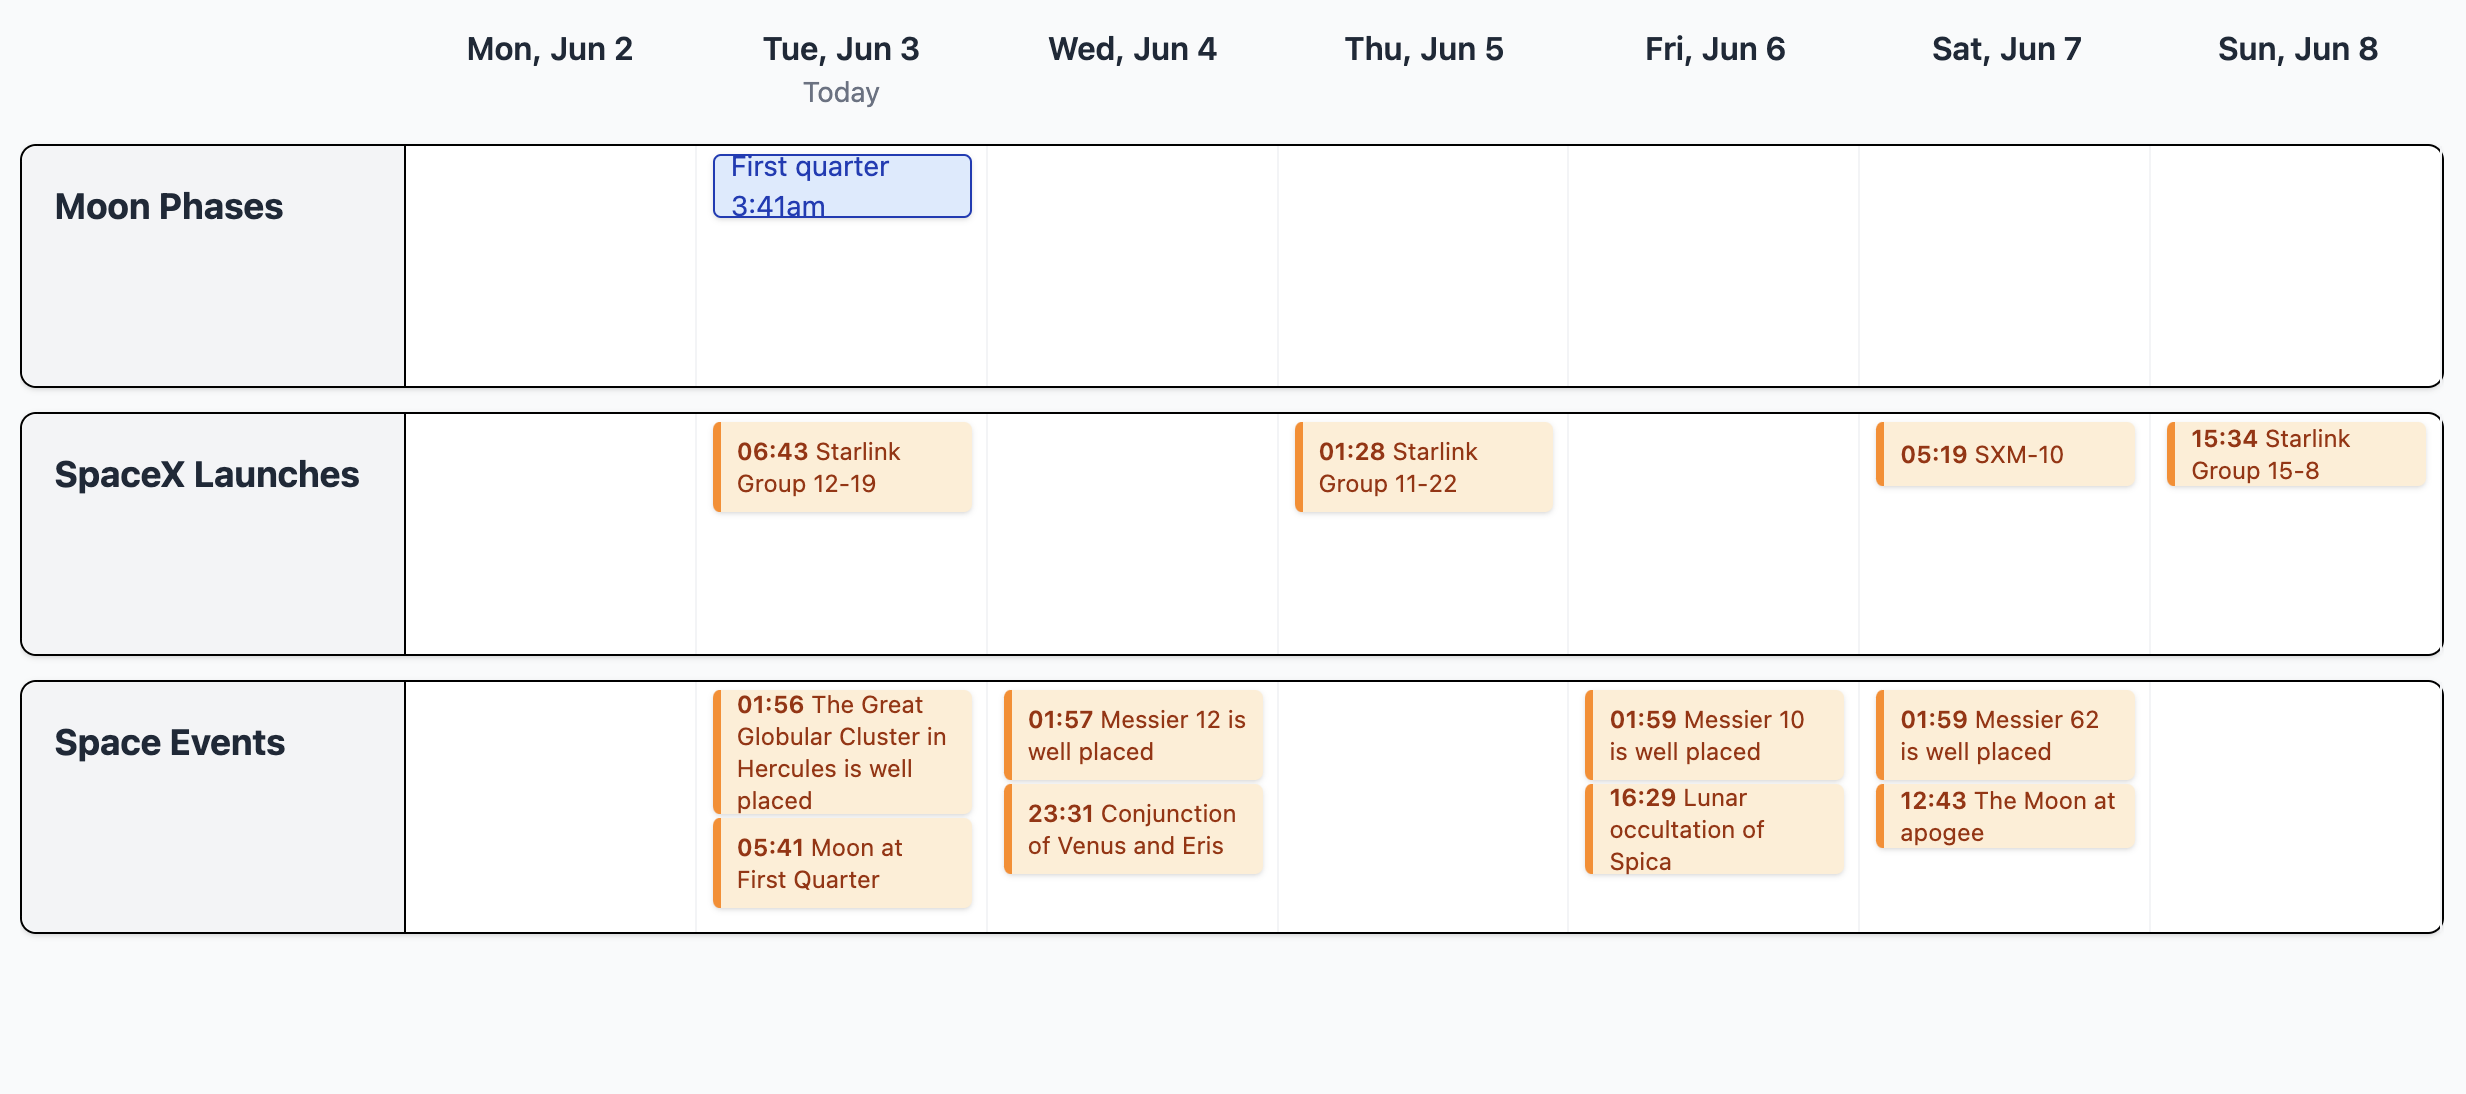 Mon, Jun 2
Tue, Jun 3
Today
Wed, Jun 4
Thu, Jun 5
Fri, Jun 6
Sat, Jun 7
Sun, Jun 8
Moon Phases
First quarter
3:41am
SpaceX Launches
06:43 Starlink
Group 12-19
01:28 Starlink
Group 11-22
05:19 SXM-10
15:34 Starlink
Group 15-8
Space Events
01:56 The Great
Globular Cluster in
Hercules is well
placed
05:41 Moon at
First Quarter
01:57 Messier 12 is
well placed
23:31 Conjunction
of Venus and Eris
01:59 Messier 10
is well placed
16:29 Lunar
occultation of
Spica
01:59 Messier 62
is well placed
12:43 The Moon at
apogee